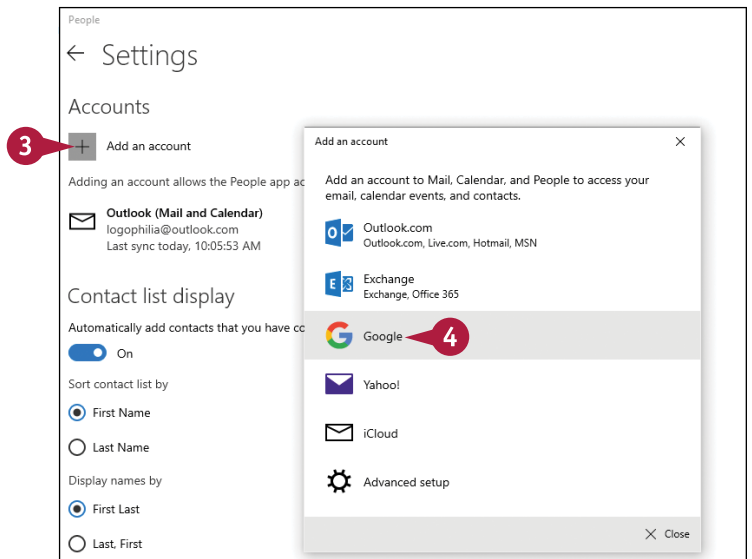 People
Settings
Accounts
3
Add an account
Adding an account allows the People app ac
Outlook (Mail and Calendar)
logophilia@outlook.com
Last sync today, 10:05:53 AM
Contact list display
Automatically add contacts that you have co
On
Sort contact list by
First Name
Last Name
Display names by
First Last
Last, First
Add an account
Add an account to Mail, Calendar, and People to access your
email, calendar events, and contacts.
Outlook.com
Outlook.com, Live.com, Hotmail, MSN
Exchange
Exchange, Office 365
Google
4
Yahoo!
iCloud
Advanced setup
Close